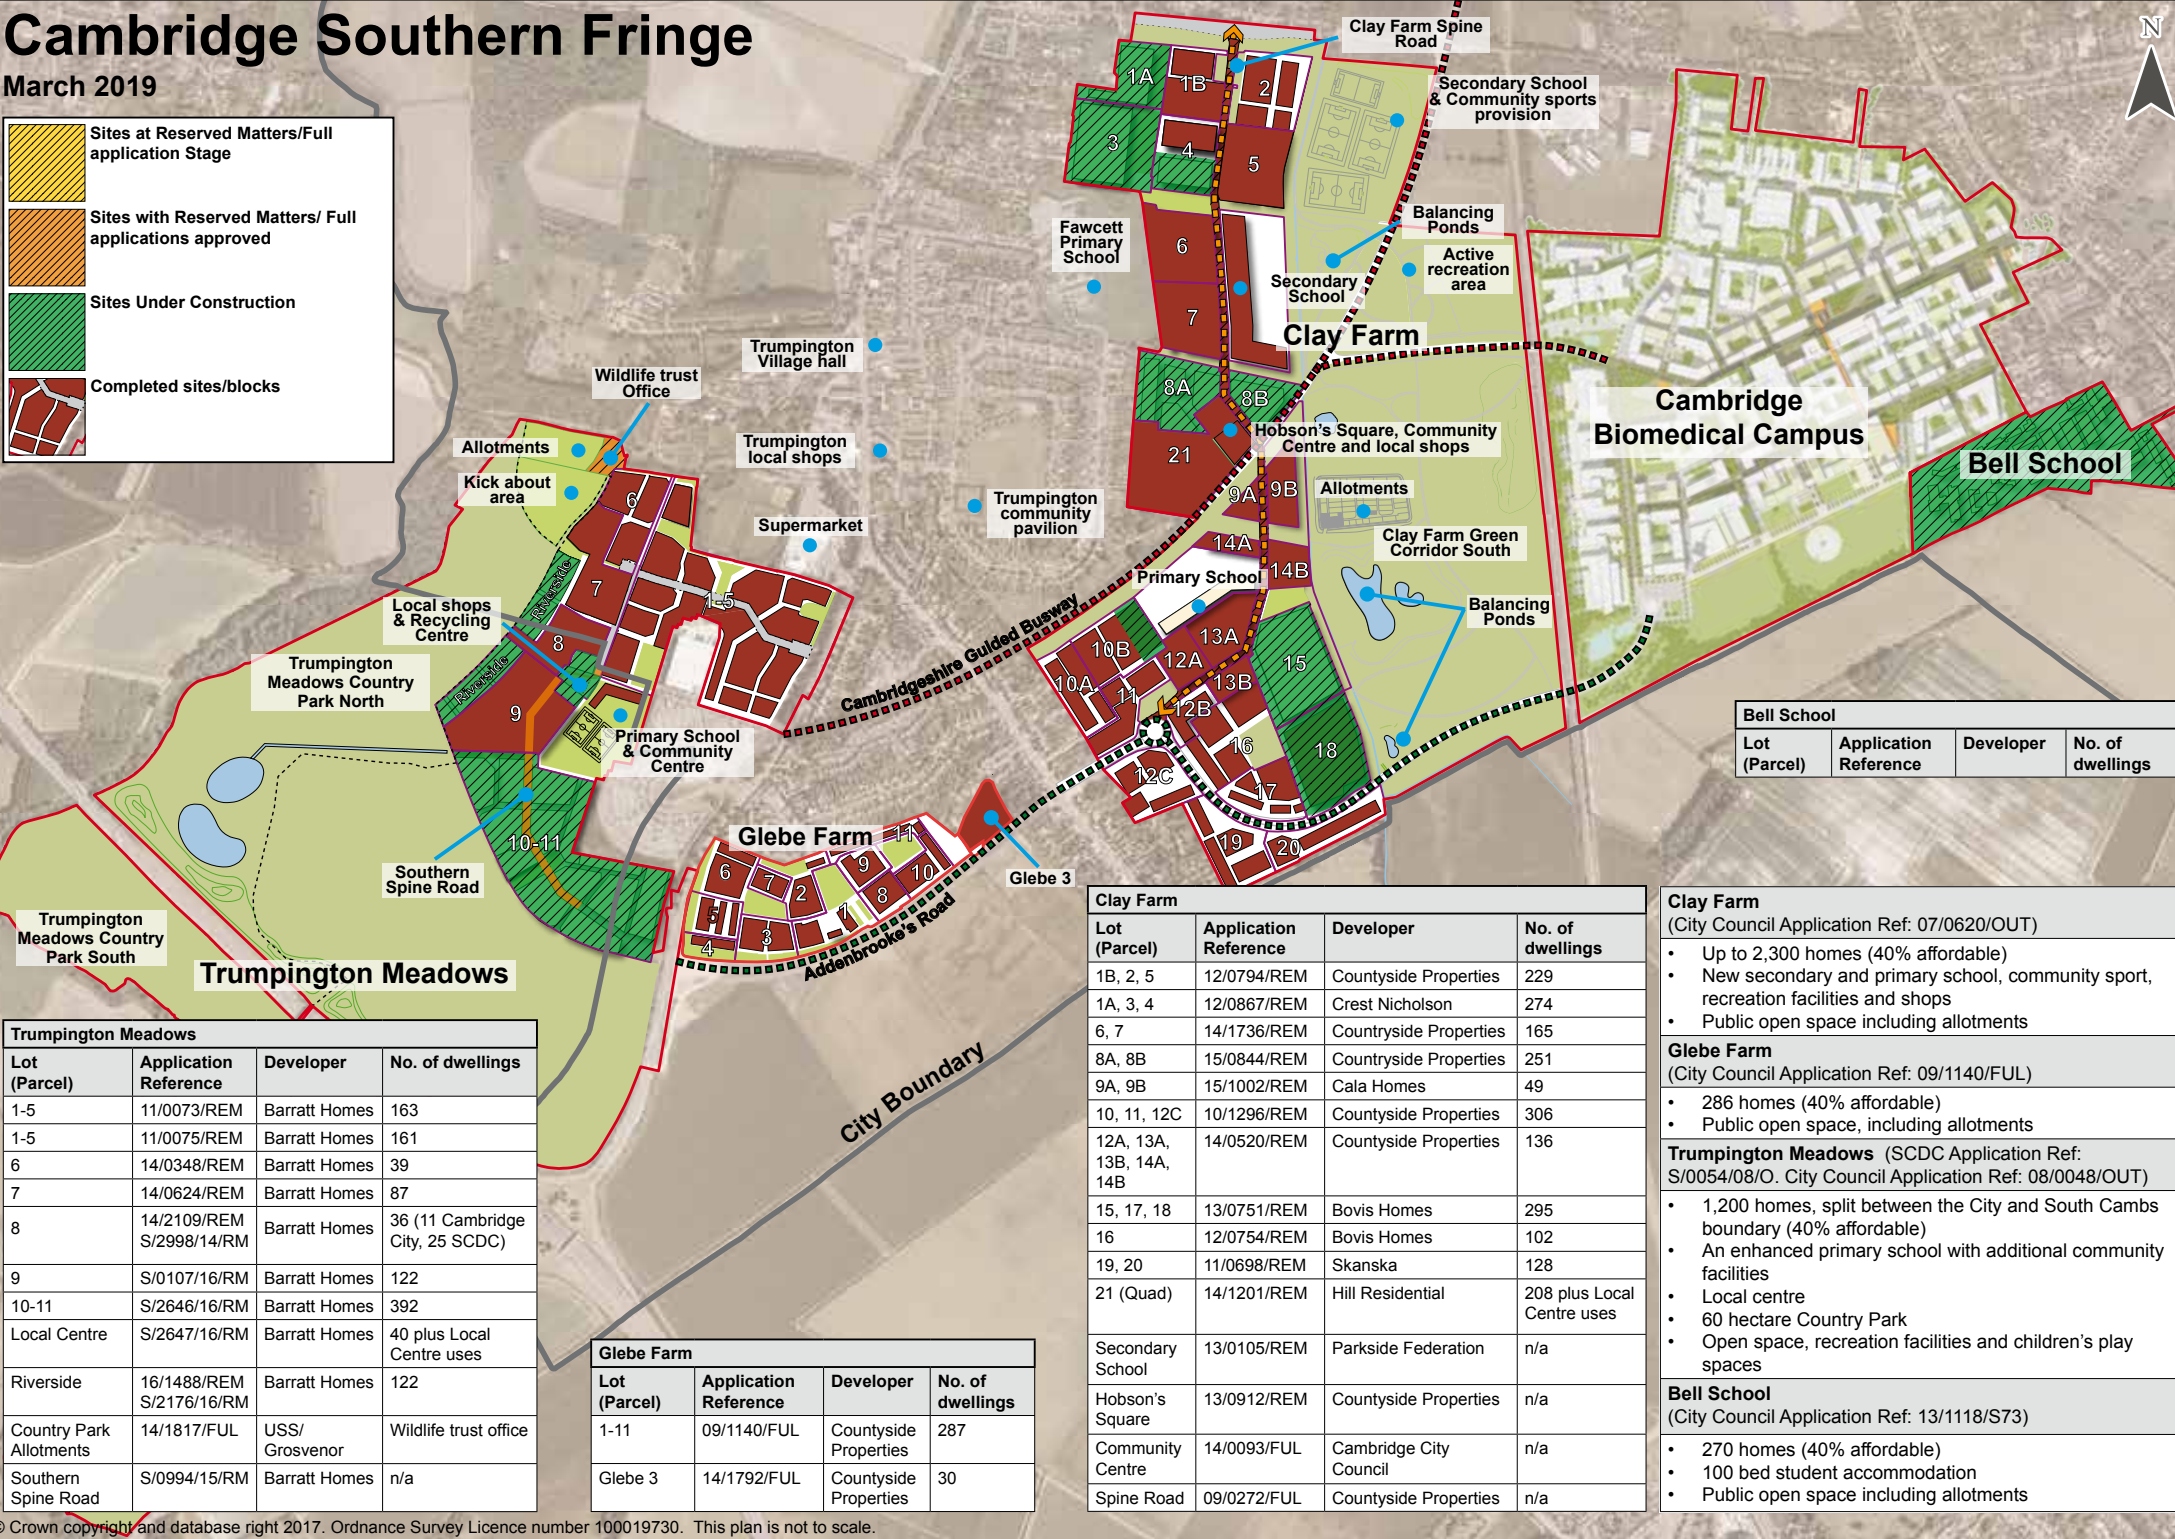 Cambridge Southern Fringe
March 2019
Sites at Reserved Matters/Full
application Stage
Sites with Reserved Matters/ Full
applications approved
Sites Under Construction
Completed sites/blocks
N
Clay Farm Spine
Road
Secondary School
& Community sports
provision
1A
1B
2
3
4
5
Fawcett
Primary
School
6
Balancing
Ponds
Active
recreation
area
Secondary
School
7
Clay Farm
Trumpington
Village hall
Wildlife trust
Office
8A
8B
Cambridge
Biomedical Campus
Allotments
Trumpington
local shops
Hobson's Square, Community
Centre and local shops
21
Bell School
Kick about
area
6
9A
9B
Allotments
Trumpington
community
pavilion
Supermarket
Clay Farm Green
Corridor South
14A
14B
Primary School
Riverside
7
1-5
Local shops
& Recycling
Centre
Balancing
Ponds
Cambridgeshire Guided Busway
8
10B
13A
12A
15
Trumpington
Meadows Country
Park North
Riverside
10A
11
13B
12B
9
Primary School
& Community
Centre
16
18
12C
17
Bell School
Lot
(Parcel)
Application
Reference
Developer
No. of
dwellings
10-11
Glebe Farm
11
19
20
Southern
Spine Road
6
7
2
9
10
8
Glebe 3
5
1
4
3
Addenbrooke's Road
Trumpington
Meadows Country
Park South
Trumpington Meadows
City Boundary
Trumpington Meadows
Lot
(Parcel)
Application
Reference
Developer
No. of dwellings
1-5 11/0073/REM Barratt Homes 163
1-5 11/0075/REM Barratt Homes 161
6 14/0348/REM Barratt Homes 39
7 14/0624/REM Barratt Homes 87
8 14/2109/REM Barratt Homes 36 (11 Cambridge
S/2998/14/RM City, 25 SCDC)
9 S/0107/16/RM Barratt Homes 122
10-11 S/2646/16/RM Barratt Homes 392
Local Centre S/2647/16/RM Barratt Homes 40 plus Local
Centre uses
Riverside 16/1488/REM Barratt Homes 122
S/2176/16/RM
Country Park 14/1817/FUL USS/ Wildlife trust office
Allotments Grosvenor
Southern S/0994/15/RM Barratt Homes n/a
Spine Road
Glebe Farm
Lot
(Parcel)
Application
Reference
Developer
No. of
dwellings
1-11 09/1140/FUL Countyside 287
Properties
Glebe 3 14/1792/FUL Countyside 30
Properties
Clay Farm
Lot
(Parcel)
Application
Reference
Developer
No. of
dwellings
1B, 2, 5 12/0794/REM Countyside Properties 229
1A, 3, 4 12/0867/REM Crest Nicholson 274
6, 7 14/1736/REM Countryside Properties 165
8A, 8B 15/0844/REM Countryside Properties 251
9A, 9B 15/1002/REM Cala Homes 49
10, 11, 12C 10/1296/REM Countyside Properties 306
12A, 13A, 14/0520/REM Countyside Properties 136
13B, 14A,
14B
15, 17, 18 13/0751/REM Bovis Homes 295
16 12/0754/REM Bovis Homes 102
19, 20 11/0698/REM Skanska 128
21 (Quad) 14/1201/REM Hill Residential 208 plus Local
Centre uses
Secondary 13/0105/REM Parkside Federation n/a
School
Hobson's 13/0912/REM Countyside Properties n/a
Square
Community 14/0093/FUL Cambridge City n/a
Centre Council
Spine Road 09/0272/FUL Countyside Properties n/a
Clay Farm
(City Council Application Ref: 07/0620/OUT)
• Up to 2,300 homes (40% affordable)
• New secondary and primary school, community sport,
recreation facilities and shops
• Public open space including allotments
Glebe Farm
(City Council Application Ref: 09/1140/FUL)
• 286 homes (40% affordable)
• Public open space, including allotments
Trumpington Meadows (SCDC Application Ref:
S/0054/08/O. City Council Application Ref: 08/0048/OUT)
• 1,200 homes, split between the City and South Cambs
boundary (40% affordable)
• An enhanced primary school with additional community
facilities
• Local centre
• 60 hectare Country Park
• Open space, recreation facilities and children's play
spaces
Bell School
(City Council Application Ref: 13/1118/S73)
• 270 homes (40% affordable)
• 100 bed student accommodation
• Public open space including allotments
© Crown copyright and database right 2017. Ordnance Survey Licence number 100019730. This plan is not to scale.